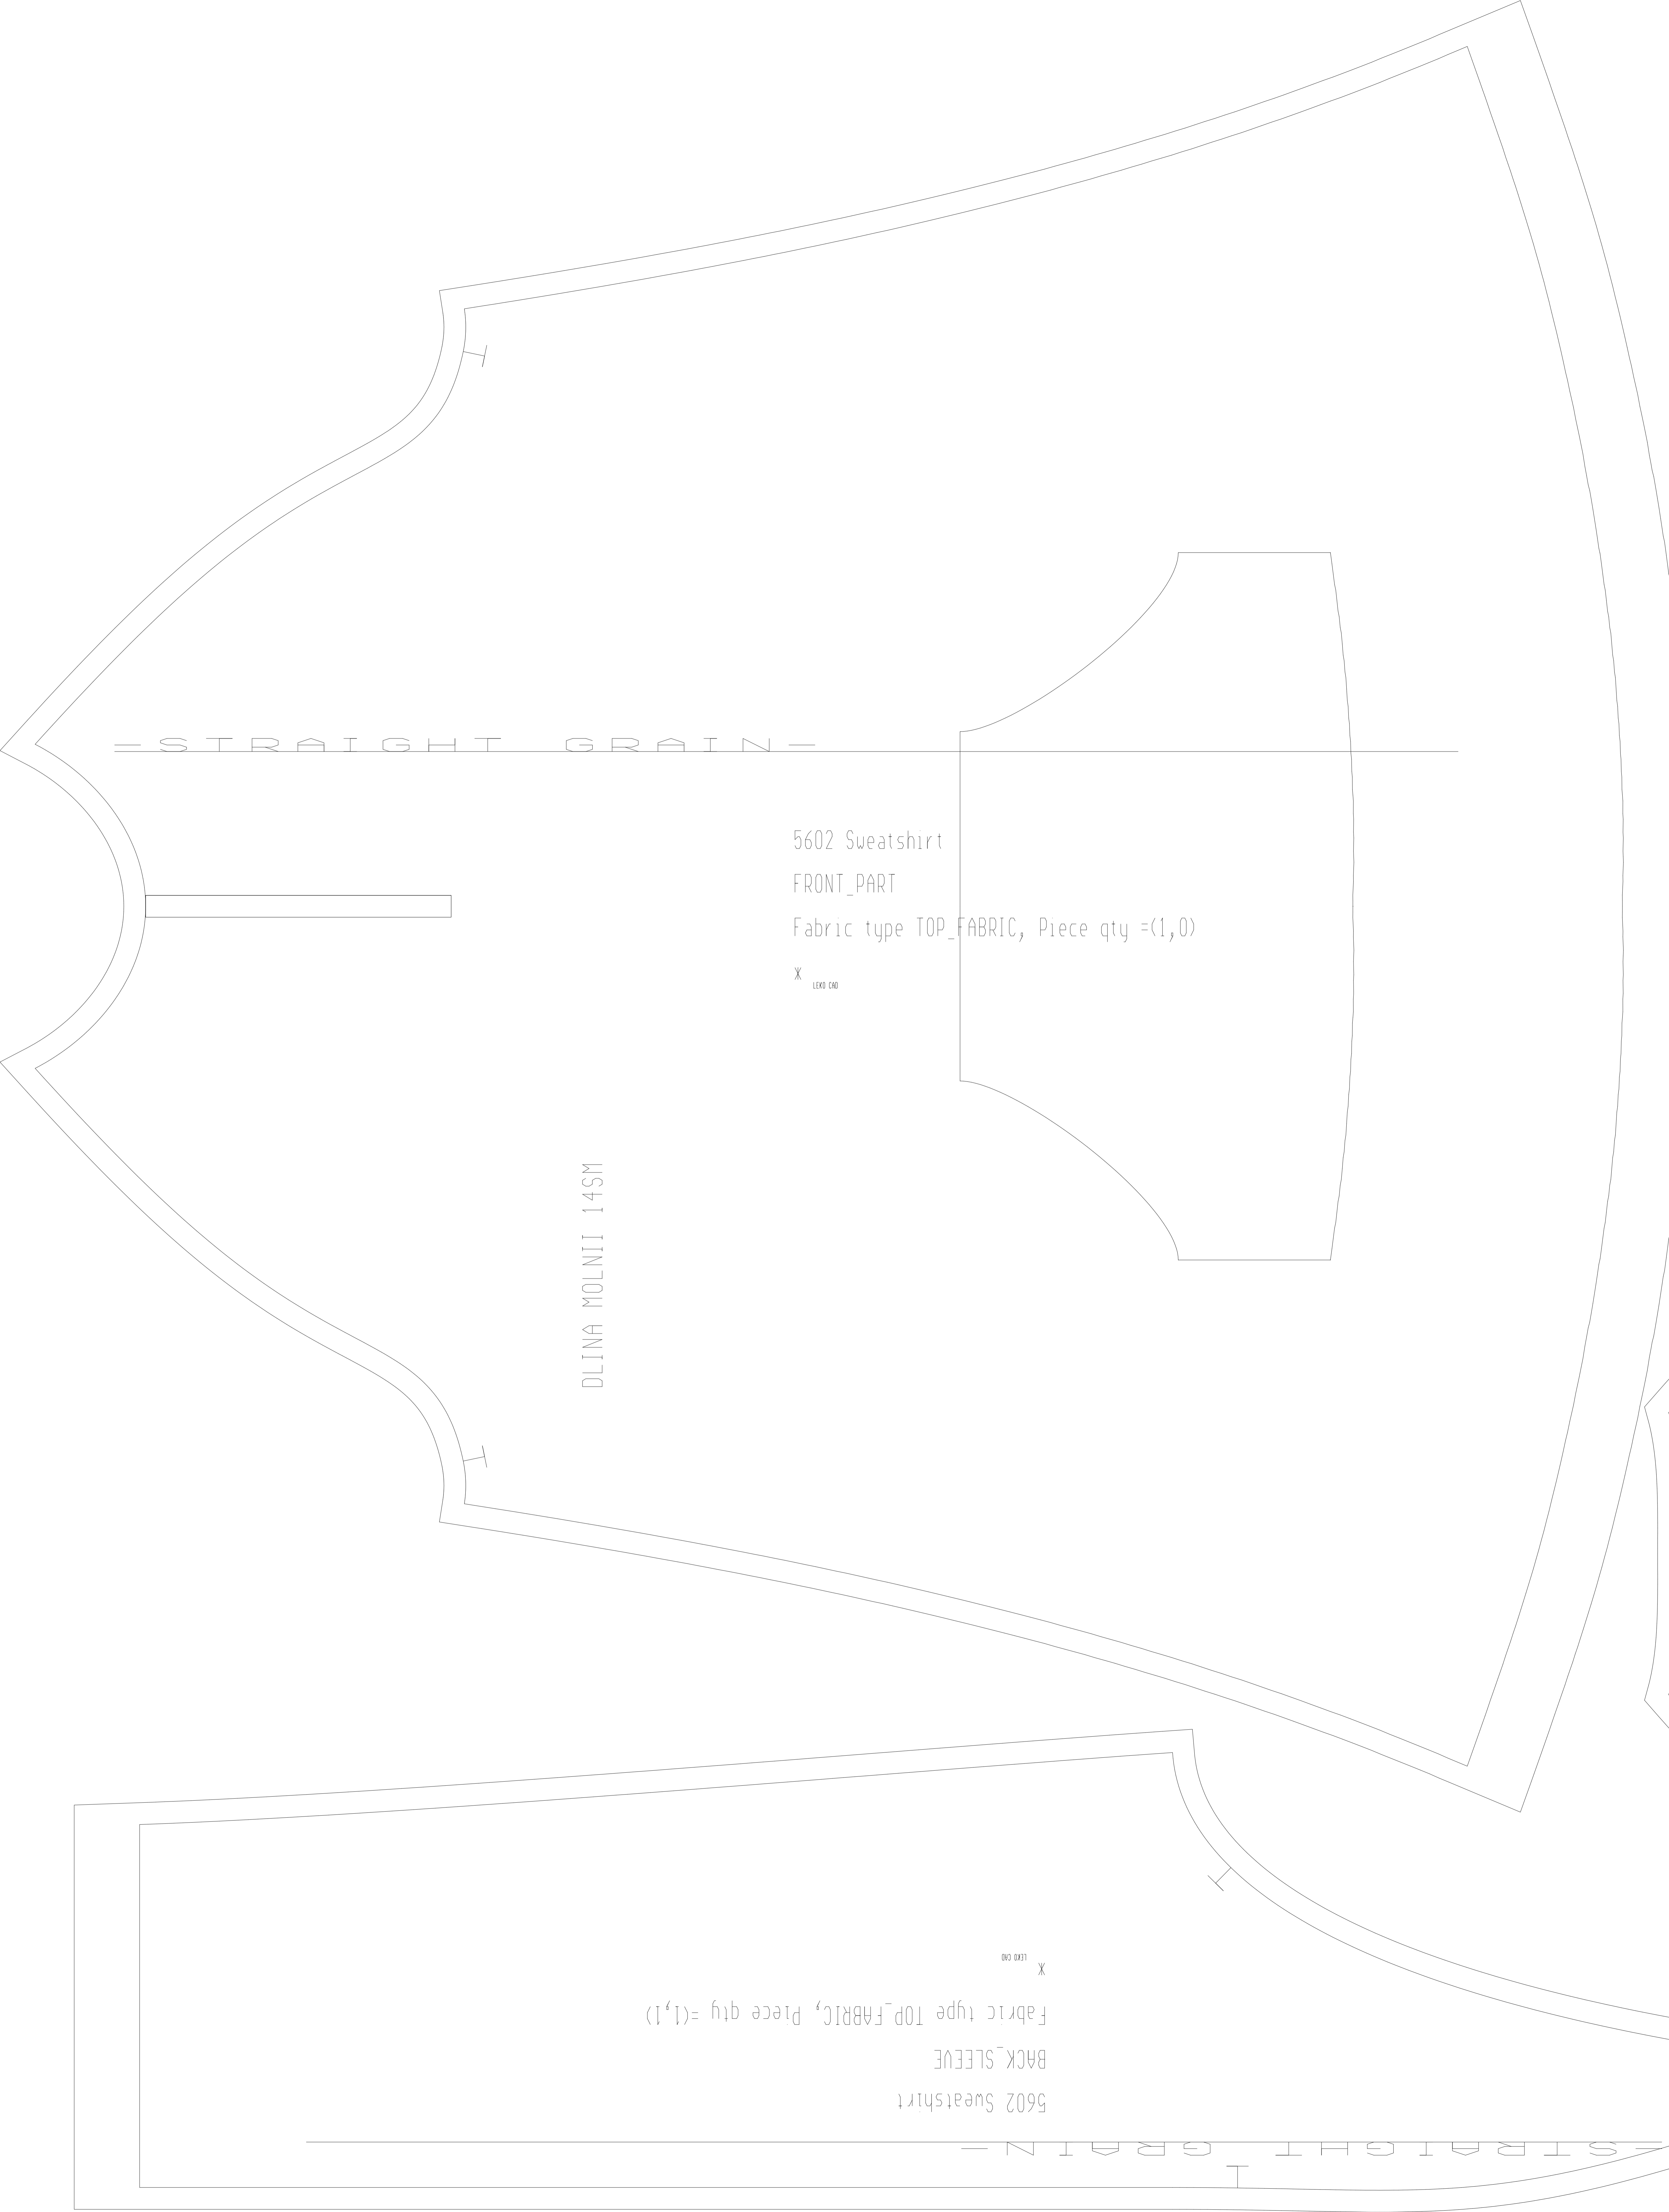 -STRAIGHT GRAIN-
5602 Sweatshirt
FRONT_PART
Fabric type TOP_FABRIC, Piece qty =(1,0)
LEKO CAD
DLINA MOLNII 14SM
LEKO CAD
Fabric type TOP_FABRIC, Piece qty =(1,1)
BACK_SLEEVE
5602 Sweatshirt
-STRAIGHT GRAIN-